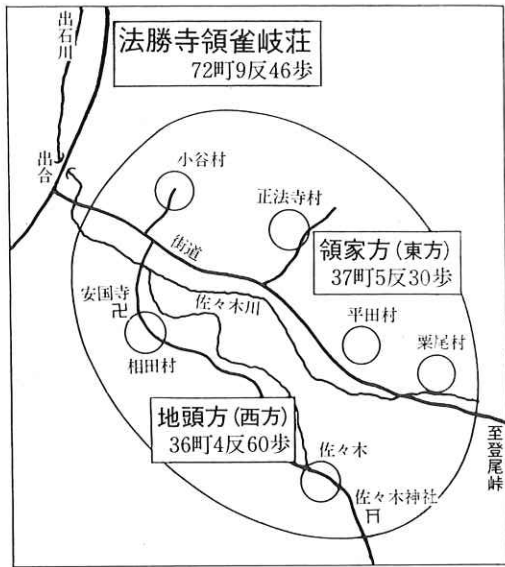 出石川
法勝寺領雀岐荘
72町9反46歩
出合
小谷村
正法寺村
街道
領家方(東方)
37町5反30歩
安国寺
卍
佐々木川
平田村
粟尾村
相田村
地頭方(西方)
36町4反60歩
佐々木
佐々木神社
至登尾峠